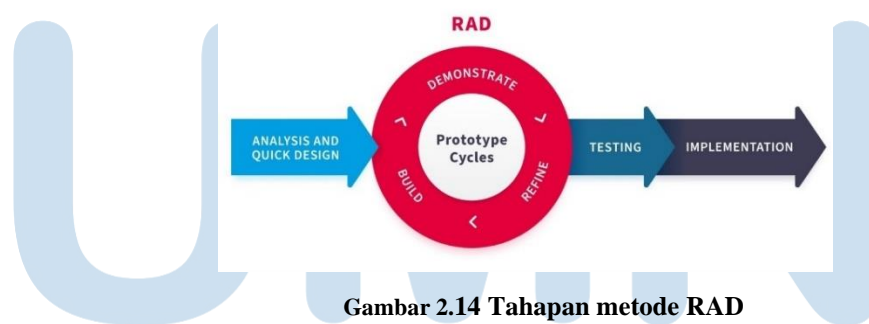 RAD
DEMONSTRATE
ANALYSIS AND
QUICK DESIGN
Prototype
Cycles
BUILD
REFINE
TESTING
IMPLEMENTATION
Gambar 2.14 Tahapan metode RAD